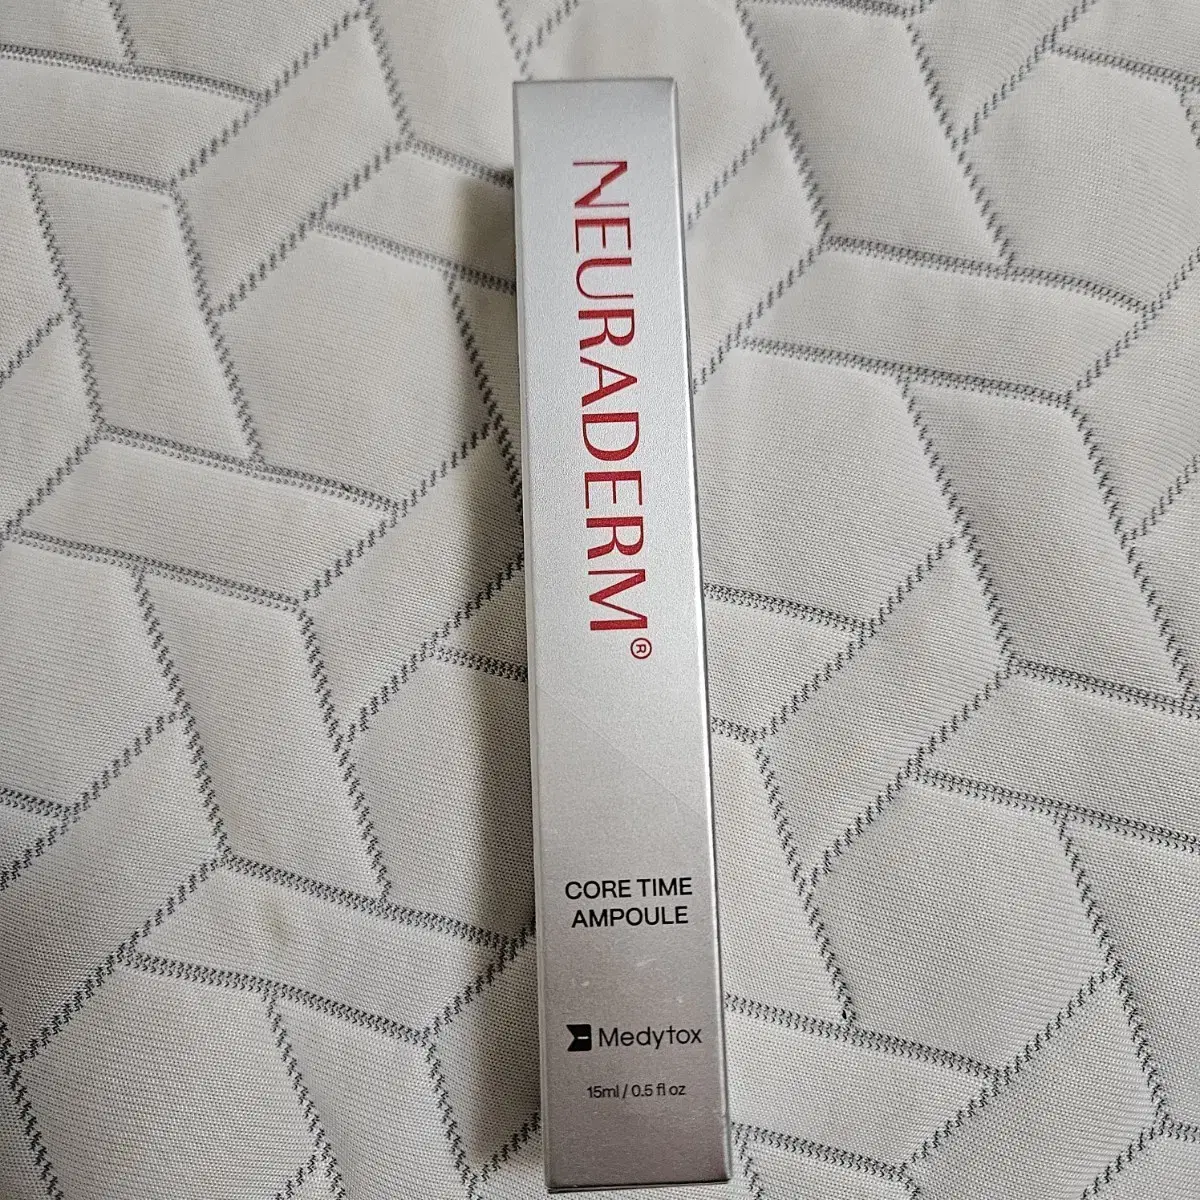 NEURADERM®
CORE TIME
AMPOULE
Medytox
15ml / 0.5 fl oz